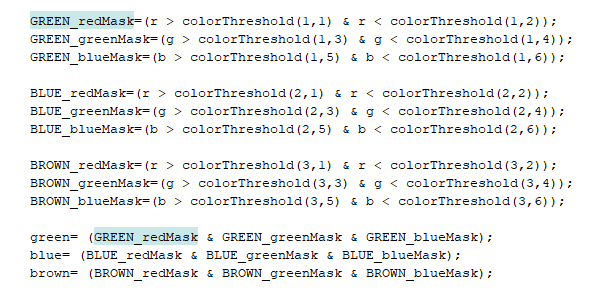 GREEN_redMask=(r > colorThreshold(1,1) & r < colorThreshold(1,2));
GREEN_greenMask=(g > colorThreshold(1,3) & g < colorThreshold(1,4));
GREEN_blueMask=(b > colorThreshold(1,5) & b < colorThreshold(1,6));
BLUE_redMask=(r > colorThreshold(2,1) & r < colorThreshold(2,2));
BLUE_greenMask=(g > colorThreshold(2,3) & g < colorThreshold(2,4));
BLUE_blueMask=(b > colorThreshold(2,5) & b < colorThreshold(2,6));
BROWN_redMask=(r > colorThreshold(3,1) & r < colorThreshold(3,2));
BROWN_greenMask=(g > colorThreshold(3,3) & g < colorThreshold(3,4));
BROWN_blueMask=(b > colorThreshold(3,5) & b < colorThreshold(3,6));
green= (GREEN_redMask & GREEN_greenMask & GREEN_blueMask);
blue= (BLUE_redMask & BLUE_greenMask & BLUE_blueMask);
brown= (BROWN_redMask & BROWN_greenMask & BROWN_blueMask);